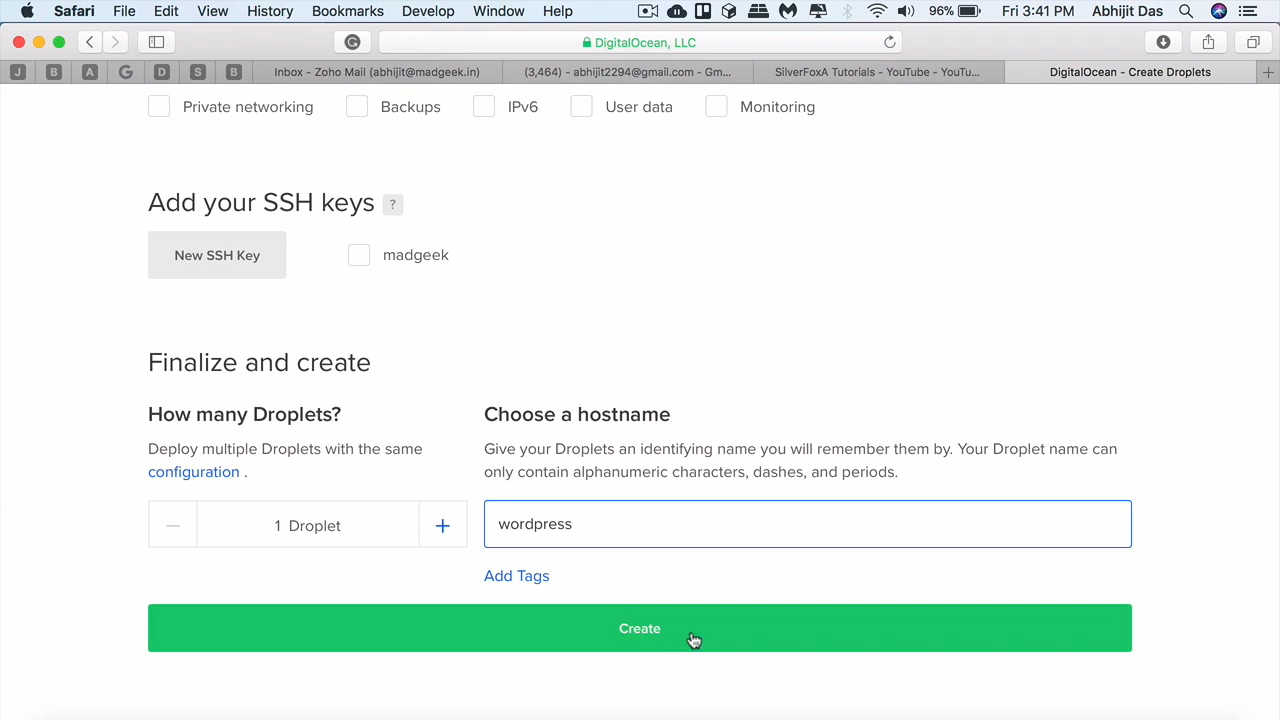 Safari File Edit View History Bookmarks Develop Window Help 96% Fri 3:41 PM Abhijit Das
DigitalOcean, LLC
J B A G D S B Inbox - Zoho Mail (abhijit@madgeek.in) (3,464) - abhijit2294@gmail.com - Gm... SilverFoxA Tutorials - YouTube - YouTu... DigitalOcean - Create Droplets
Private networking Backups IPv6 User data Monitoring
Add your SSH keys ?
New SSH Key madgeek
Finalize and create
How many Droplets?
Deploy multiple Droplets with the same
configuration .
1 Droplet
Choose a hostname
Give your Droplets an identifying name you will remember them by. Your Droplet name can
only contain alphanumeric characters, dashes, and periods.
wordpress
Add Tags
Create